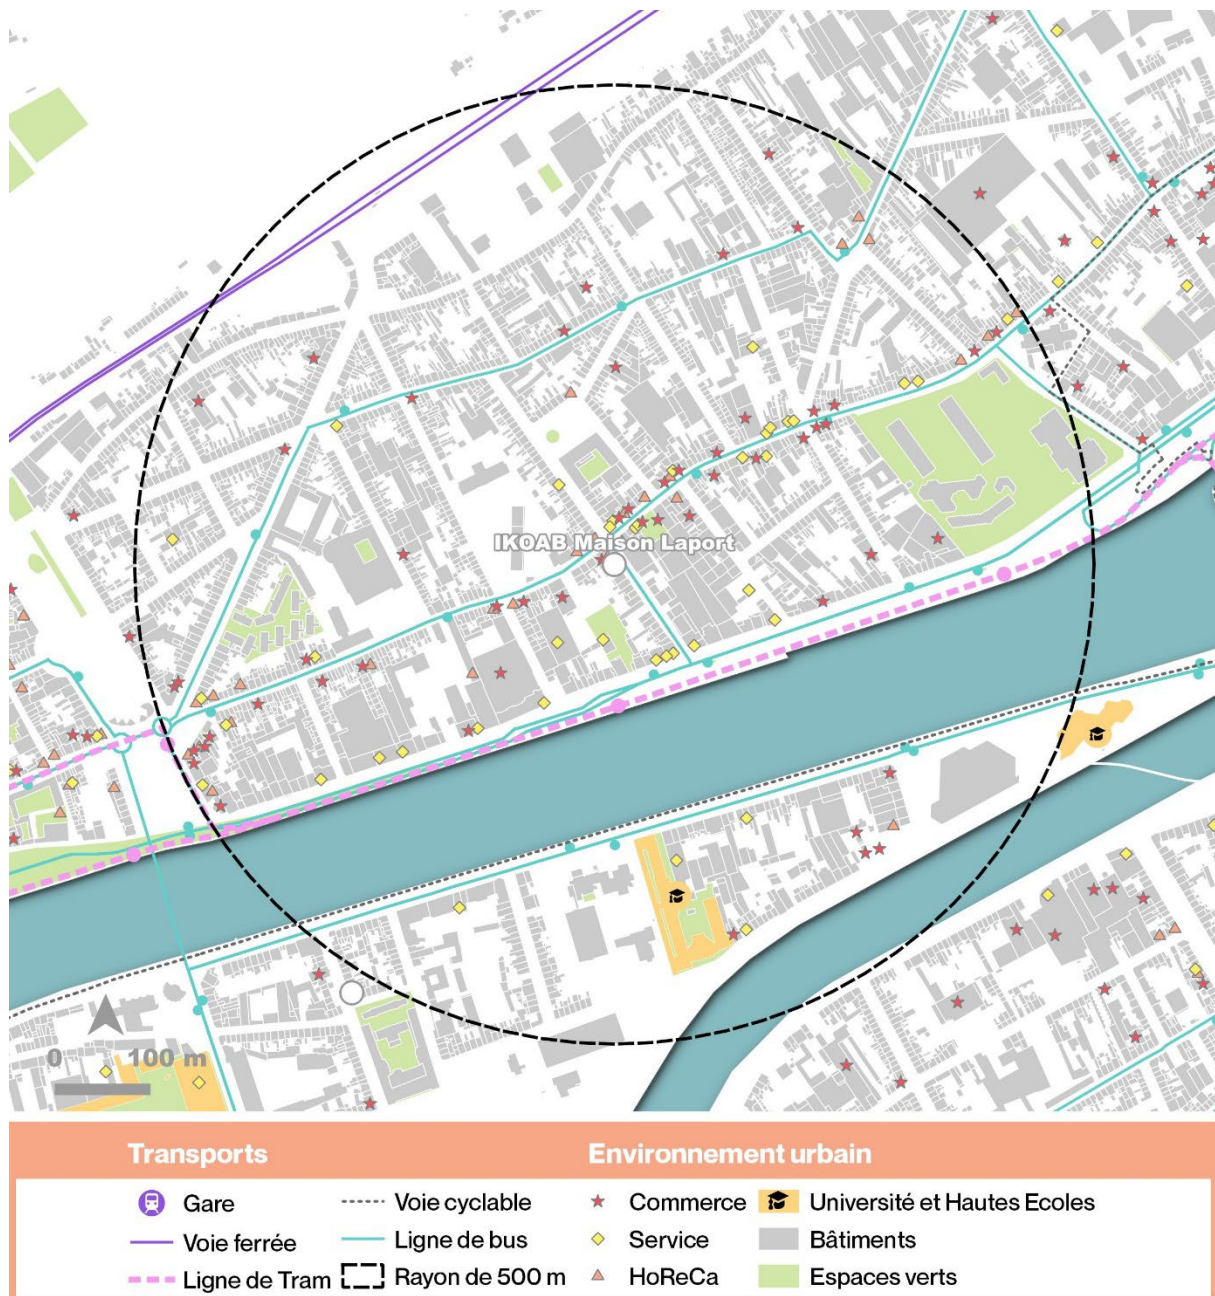 IKOAB Maison Laport
0 100 m
Transports Environnement urbain
Gare Voie cyclable Commerce Université et Hautes Ecoles
Voie ferrée Ligne de bus Service Bâtiments
Ligne de Tram Rayon de 500 m HoReCa Espaces verts